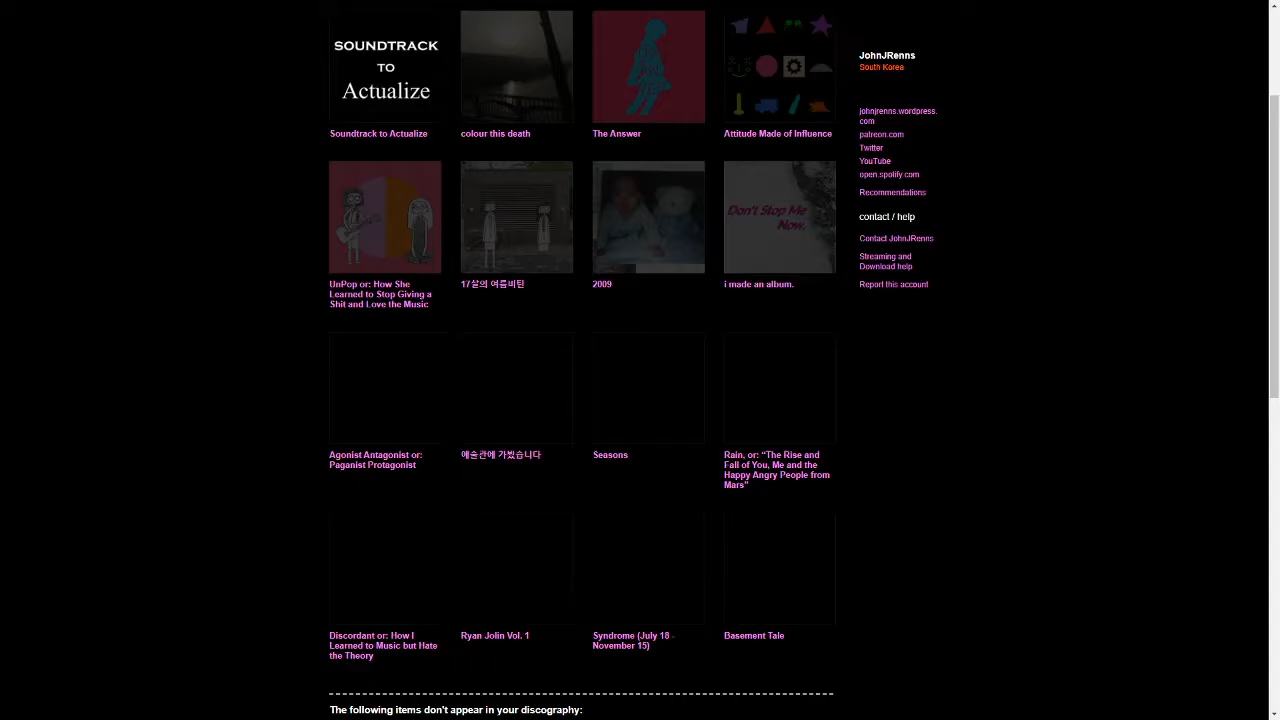 SOUNDTRACK
TO
Actualize
Soundtrack to Actualize
colour this death
The Answer
Attitude Made of Influence
Don't Stop Me
Now.
UnPop or: How She
Learned to Stop Giving a
Shit and Love the Music
17살의 여름비틴
2009
i made an album.
Agonist Antagonist or:
Paganist Protagonist
예술관에 가봤습니다
Seasons
Rain, or: “The Rise and
Fall of You, Me and the
Happy Angry People from
Mars”
Discordant or: How I
Learned to Music but Hate
the Theory
Ryan Jolin Vol. 1
Syndrome (July 18 -
November 15)
Basement Tale
The following items don't appear in your discography:
JohnJRenns
South Korea
johnjrenns.wordpress.
com
patreon.com
Twitter
YouTube
open.spotify.com
Recommendations
contact / help
Contact JohnJRenns
Streaming and
Download help
Report this account